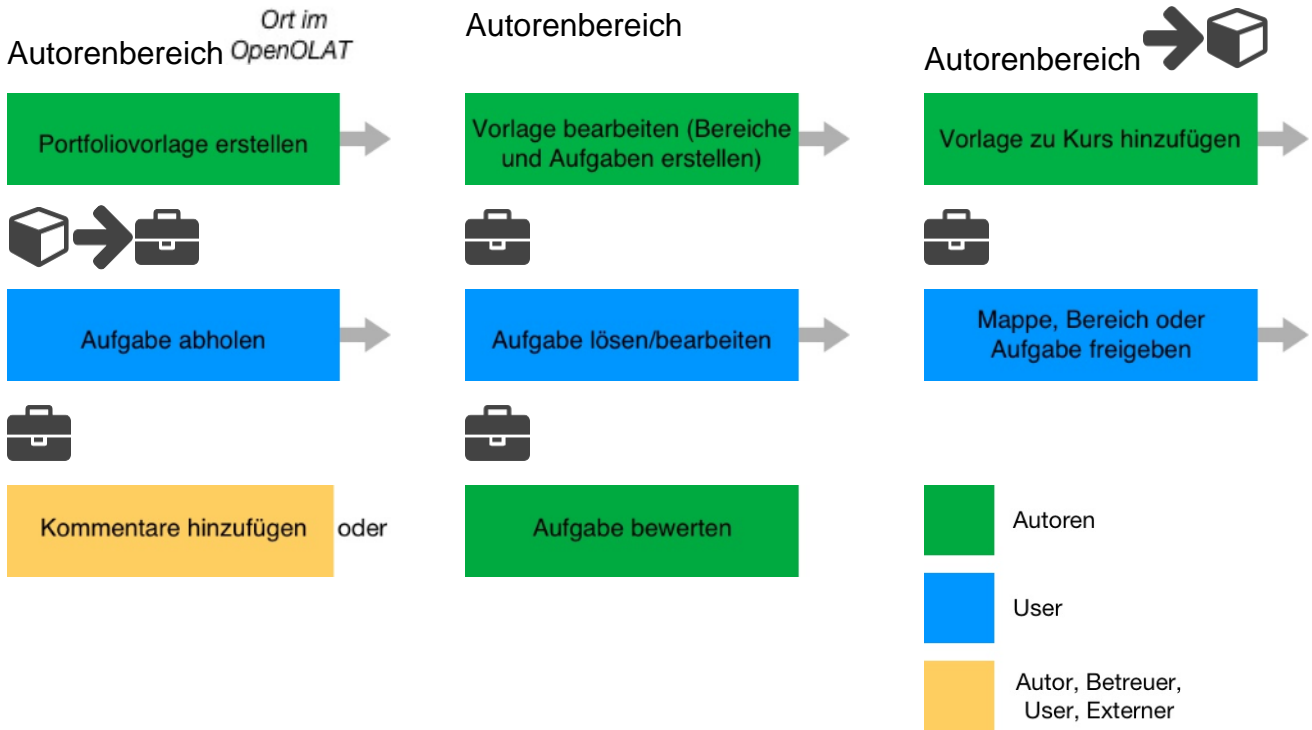 Autorenbereich
Ort im
OpenOLAT
Autorenbereich
Autorenbereich
Portfoliovorlage erstellen
Vorlage bearbeiten (Bereiche
und Aufgaben erstellen)
Vorlage zu Kurs hinzufügen
Aufgabe abholen
Aufgabe lösen/bearbeiten
Mappe, Bereich oder
Aufgabe freigeben
Kommentare hinzufügen
oder
Aufgabe bewerten
Autoren
User
Autor, Betreuer,
User, Externer